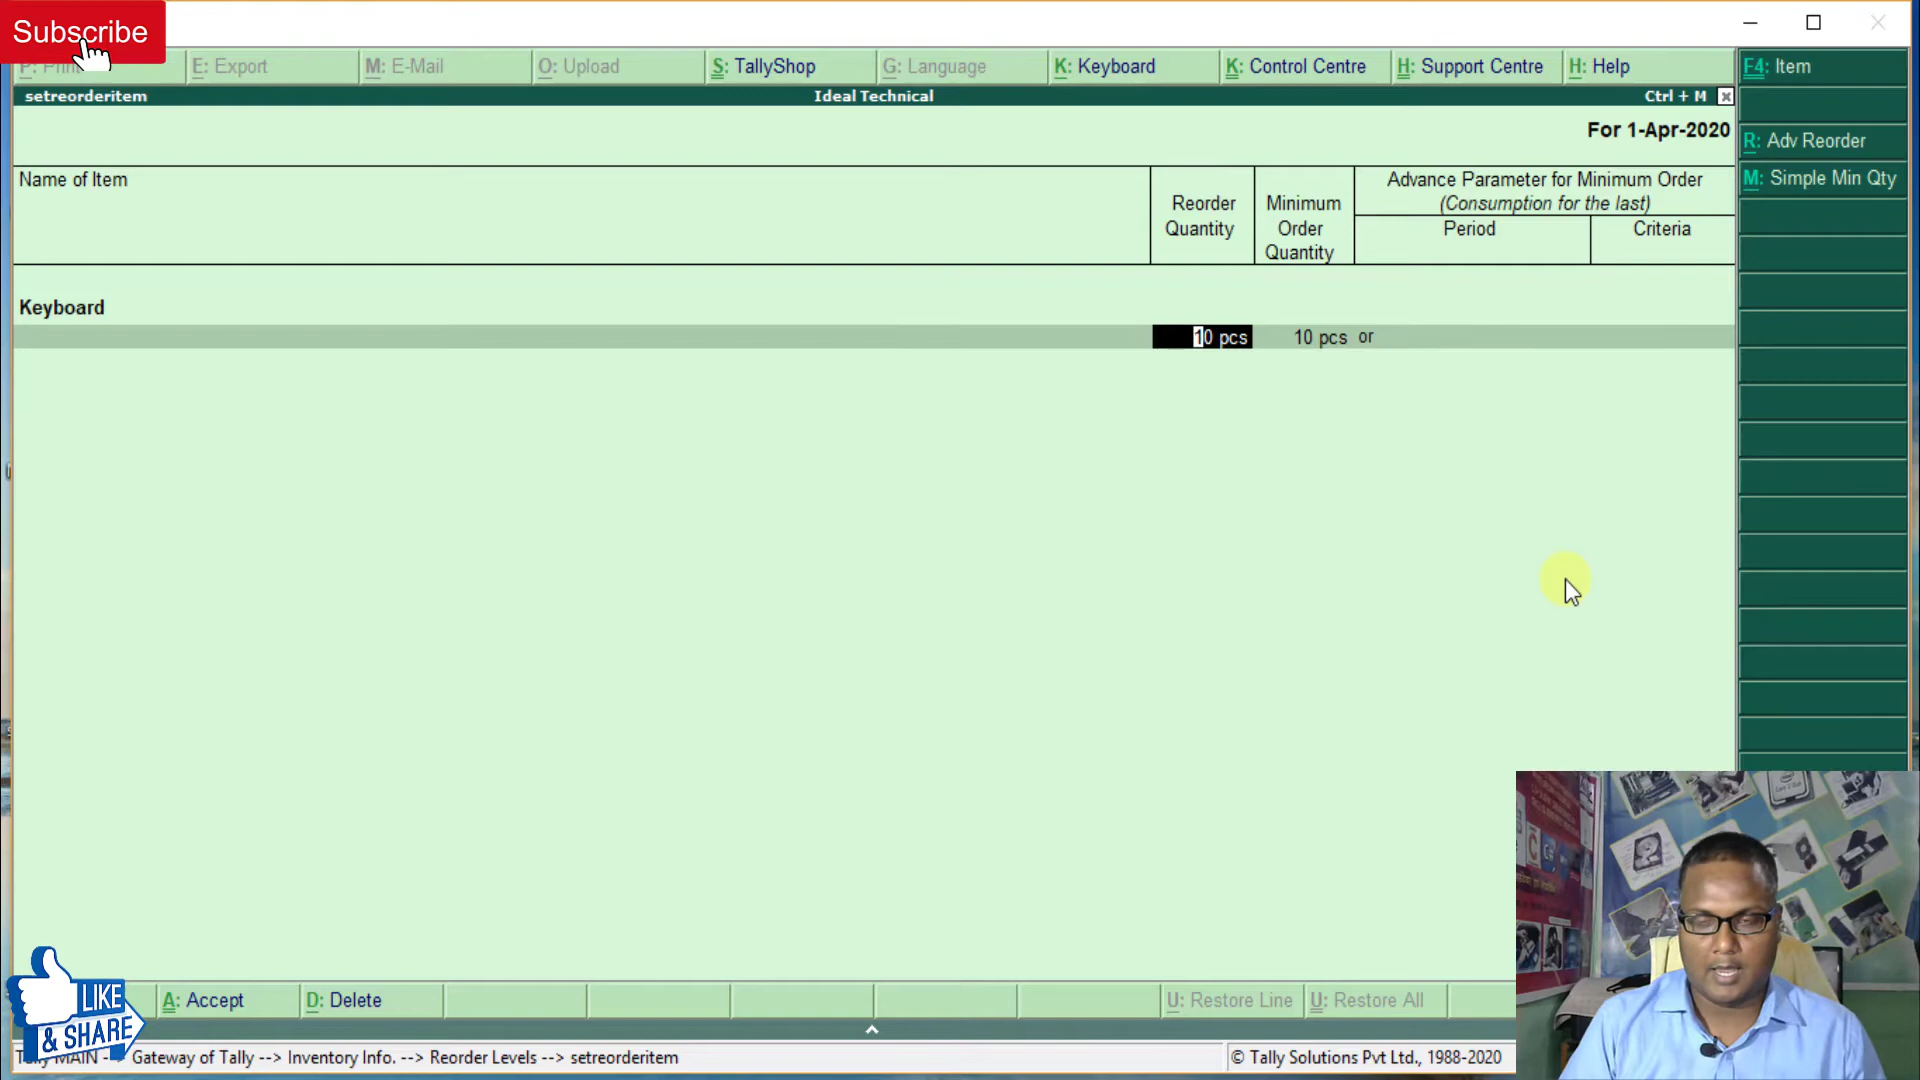 Subscribe
P: Print
E: Export
M: E-Mail
O: Upload
S: TallyShop
G: Language
K: Keyboard
K: Control Centre
H: Support Centre
H: Help
F4: Item
setreorderitem
Ideal Technical
Ctrl + M
For 1-Apr-2020
R: Adv Reorder
M: Simple Min Qty
Name of Item
Reorder
Quantity
Minimum
Order
Quantity
Advance Parameter for Minimum Order
(Consumption for the last)
Period
Criteria
Keyboard
10 pcs
10 pcs or
LIKE
& SHARE
A: Accept
D: Delete
U: Restore Line
U: Restore All
Tally MAIN --> Gateway of Tally --> Inventory Info. --> Reorder Levels --> setreorderitem
© Tally Solutions Pvt Ltd., 1988-2020